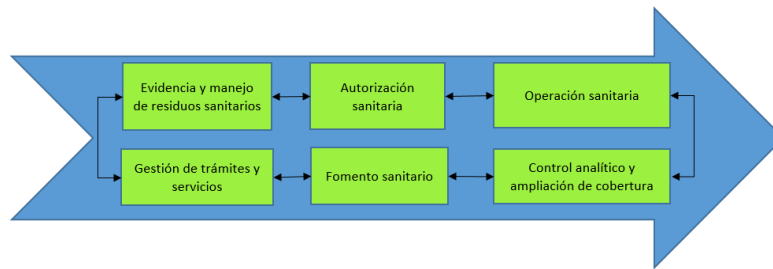 Evidencia y manejo
de residuos sanitarios
Autorización
sanitaria
Operación sanitaria
Gestión de trámites y
servicios
Fomento sanitario
Control analítico y
ampliación de cobertura